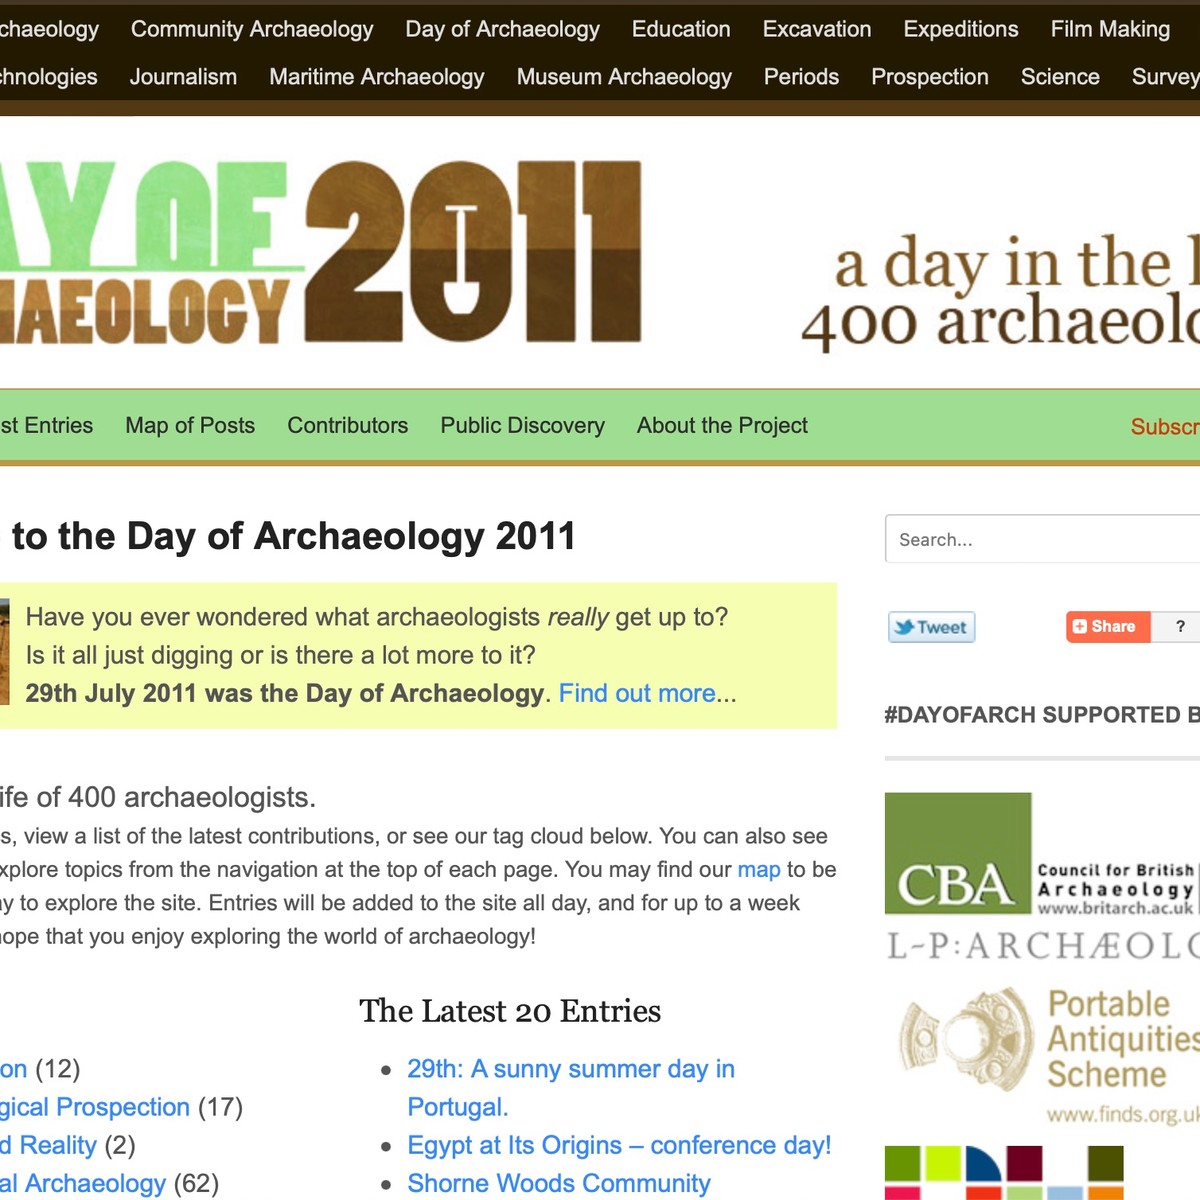 chaeology Community Archaeology Day of Archaeology Education Excavation Expeditions Film Making
chnologies Journalism Maritime Archaeology Museum Archaeology Periods Prospection Science Survey
AY OF
HAEOLOGY
2011
a day in the l
400 archaeolo
st Entries Map of Posts Contributors Public Discovery About the Project Subscr
to the Day of Archaeology 2011
Have you ever wondered what archaeologists really get up to?
Is it all just digging or is there a lot more to it?
29th July 2011 was the Day of Archaeology. Find out more...
ife of 400 archaeologists.
s, view a list of the latest contributions, or see our tag cloud below. You can also see
xplore topics from the navigation at the top of each page. You may find our map to be
ay to explore the site. Entries will be added to the site all day, and for up to a week
hope that you enjoy exploring the world of archaeology!
on (12)
gical Prospection (17)
d Reality (2)
al Archaeology (62)
The Latest 20 Entries
29th: A sunny summer day in
Portugal.
Egypt at Its Origins – conference day!
Shorne Woods Community
Search...
Tweet
Share ?
#DAYOFARCH SUPPORTED B
CBA
Council for British
Archaeology
www.britarch.ac.uk
L-P:ARCHÆOLO
Portable
Antiquities
Scheme
www.finds.org.uk